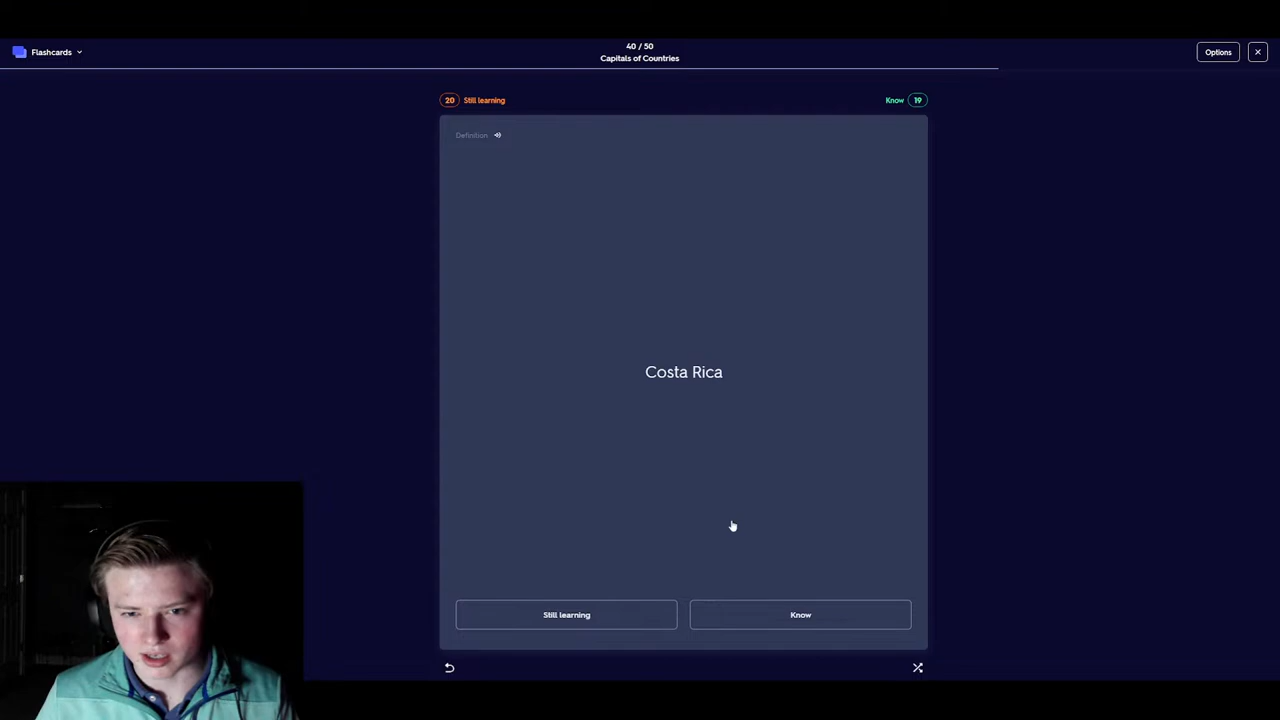 Flashcards
40 / 50
Capitals of Countries
Options
20 Still learning
Know 19
Definition
Costa Rica
Still learning
Know